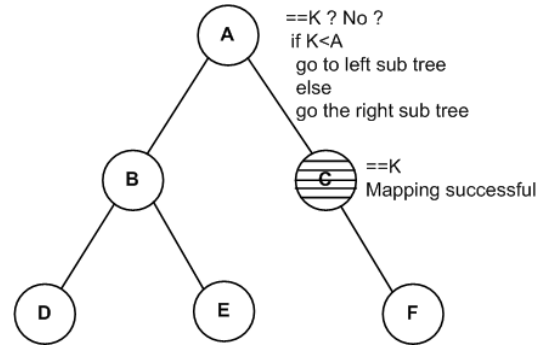 A
==K ? No ?
if K<A
go to left sub tree
else
go the right sub tree
B
C
==K
Mapping successful
D
E
F